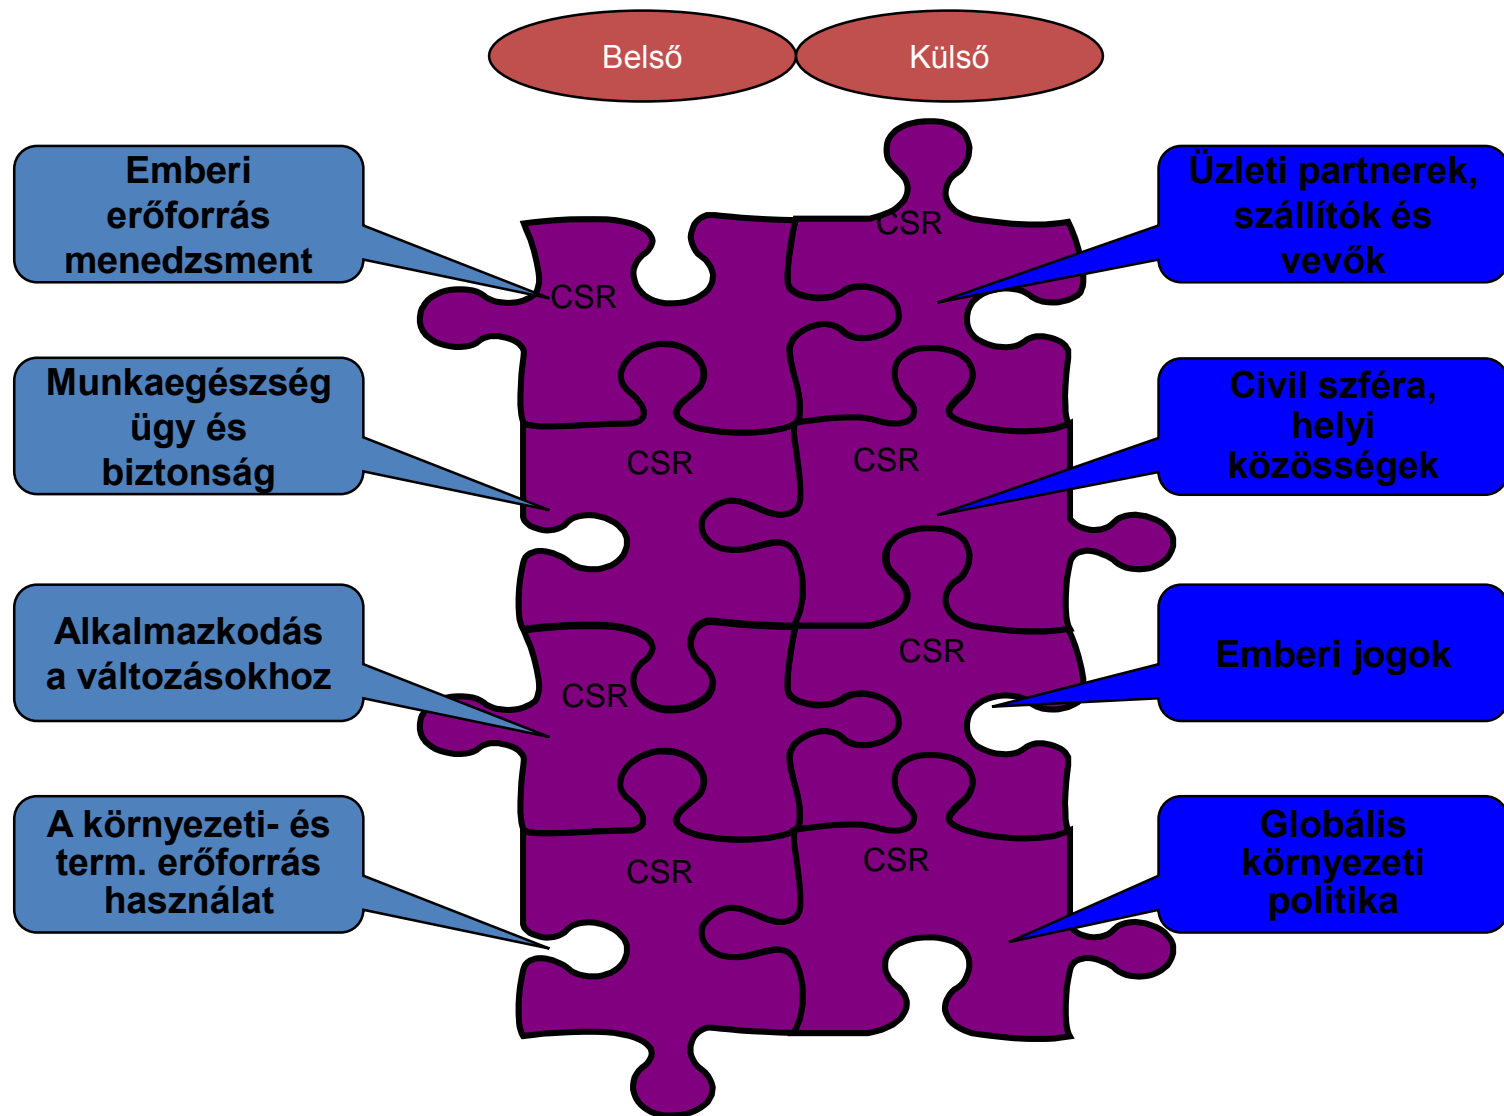 Belső
Külső
Emberi
erőforrás
menedzsment
CSR
CSR
Üzleti partnerek,
szállítók és
vevők
Munkaegészség
ügy és
biztonság
CSR
CSR
Civil szféra,
helyi
közösségek
Alkalmazkodás
a változásokhoz
CSR
CSR
Emberi jogok
A környezeti- és
term. erőforrás
használat
CSR
CSR
Globális
környezeti
politika